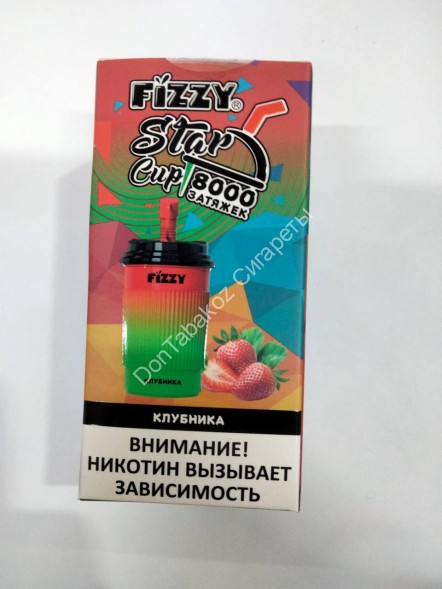 FIZZY®
Star
Cup
8000
ЗАТЯЖЕК
FIZZY
КЛУБНИКА
DonTabakoz Сигареты
КЛУБНИКА
ВНИМАНИЕ!
НИКОТИН ВЫЗЫВАЕТ
ЗАВИСИМОСТЬ